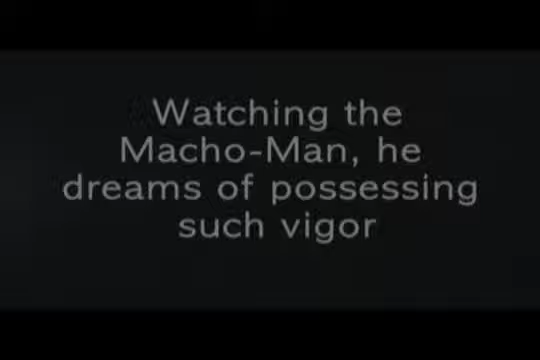 Watching the
Macho-Man, he
dreams of possessing
such vigor